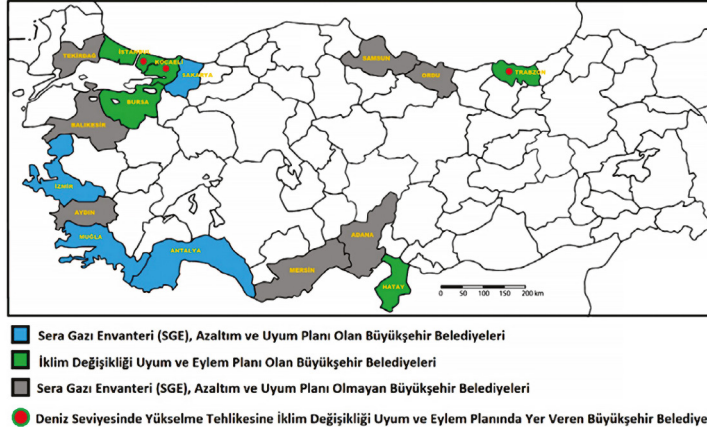 İSTANBUL
TEKİRDAĞ
KOCAELİ
SAKARYA
SAMSUN
ORDU
TRABZON
BURSA
BALIKESİR
İZMİR
AYDIN
MUĞLA
ANTALYA
ADANA
MERSİN
HATAY
0 50 100 150 200 km
Sera Gazı Envanteri (SGE), Azaltım ve Uyum Planı Olan Büyükşehir Belediyeleri
İklim Değişikliği Uyum ve Eylem Planı Olan Büyükşehir Belediyeleri
Sera Gazı Envanteri (SGE), Azaltım ve Uyum Planı Olmayan Büyükşehir Belediyeleri
Deniz Seviyesinde Yükselme Tehlikesine İklim Değişikliği Uyum ve Eylem Planında Yer Veren Büyükşehir Belediye